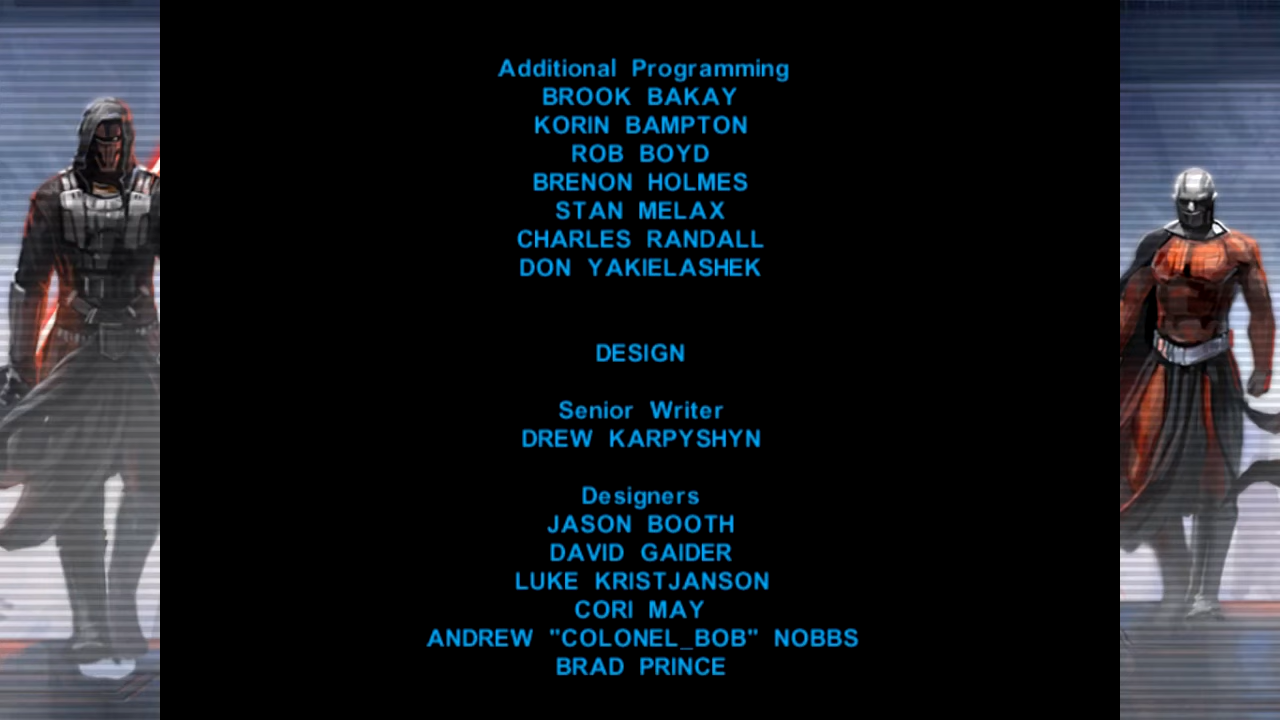 Additional Programming
BROOK BAKAY
KORIN BAMPTON
ROB BOYD
BRENON HOLMES
STAN MELAX
CHARLES RANDALL
DON YAKIELASHEK
DESIGN
Senior Writer
DREW KARPYSHYN
Designers
JASON BOOTH
DAVID GAIDER
LUKE KRISTJANSON
CORI MAY
ANDREW "COLONEL_BOB" NOBBS
BRAD PRINCE